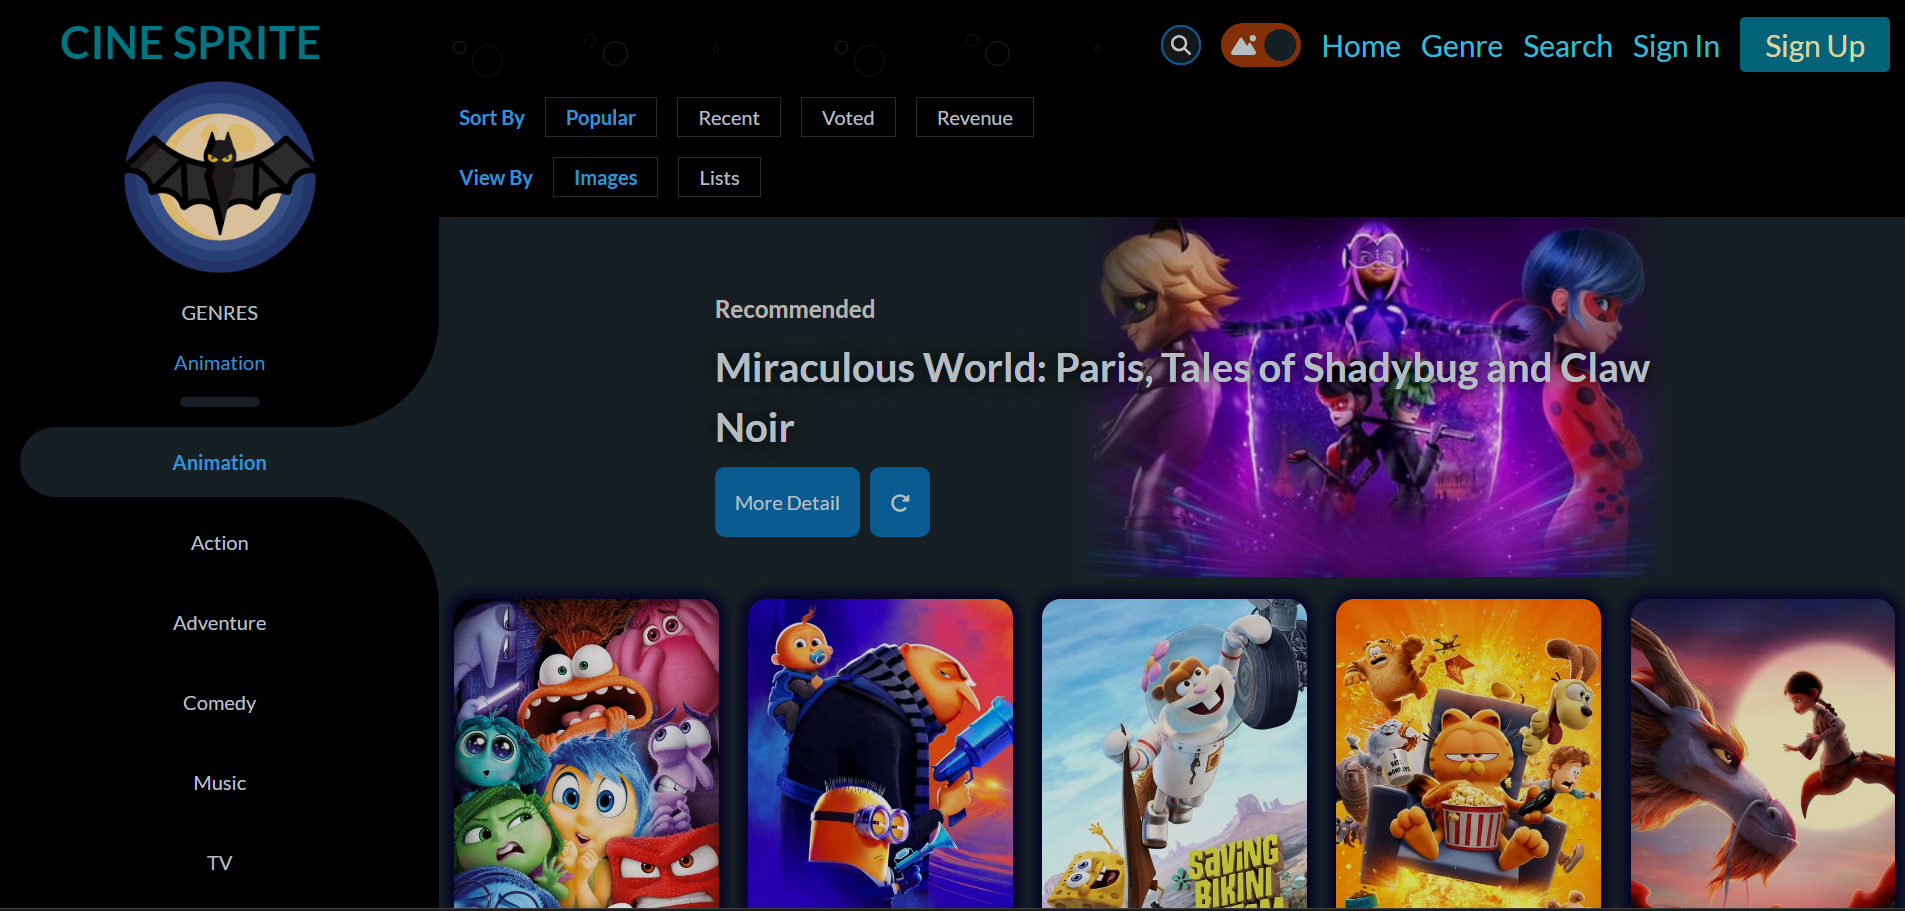 CINE SPRITE
Home Genre Search Sign In Sign Up
Sort By Popular Recent Voted Revenue
View By Images Lists
GENRES
Animation
Animation
Action
Adventure
Comedy
Music
TV
Recommended
Miraculous World: Paris, Tales of Shadybug and Claw
Noir
More Detail
SAVING
BIKINI